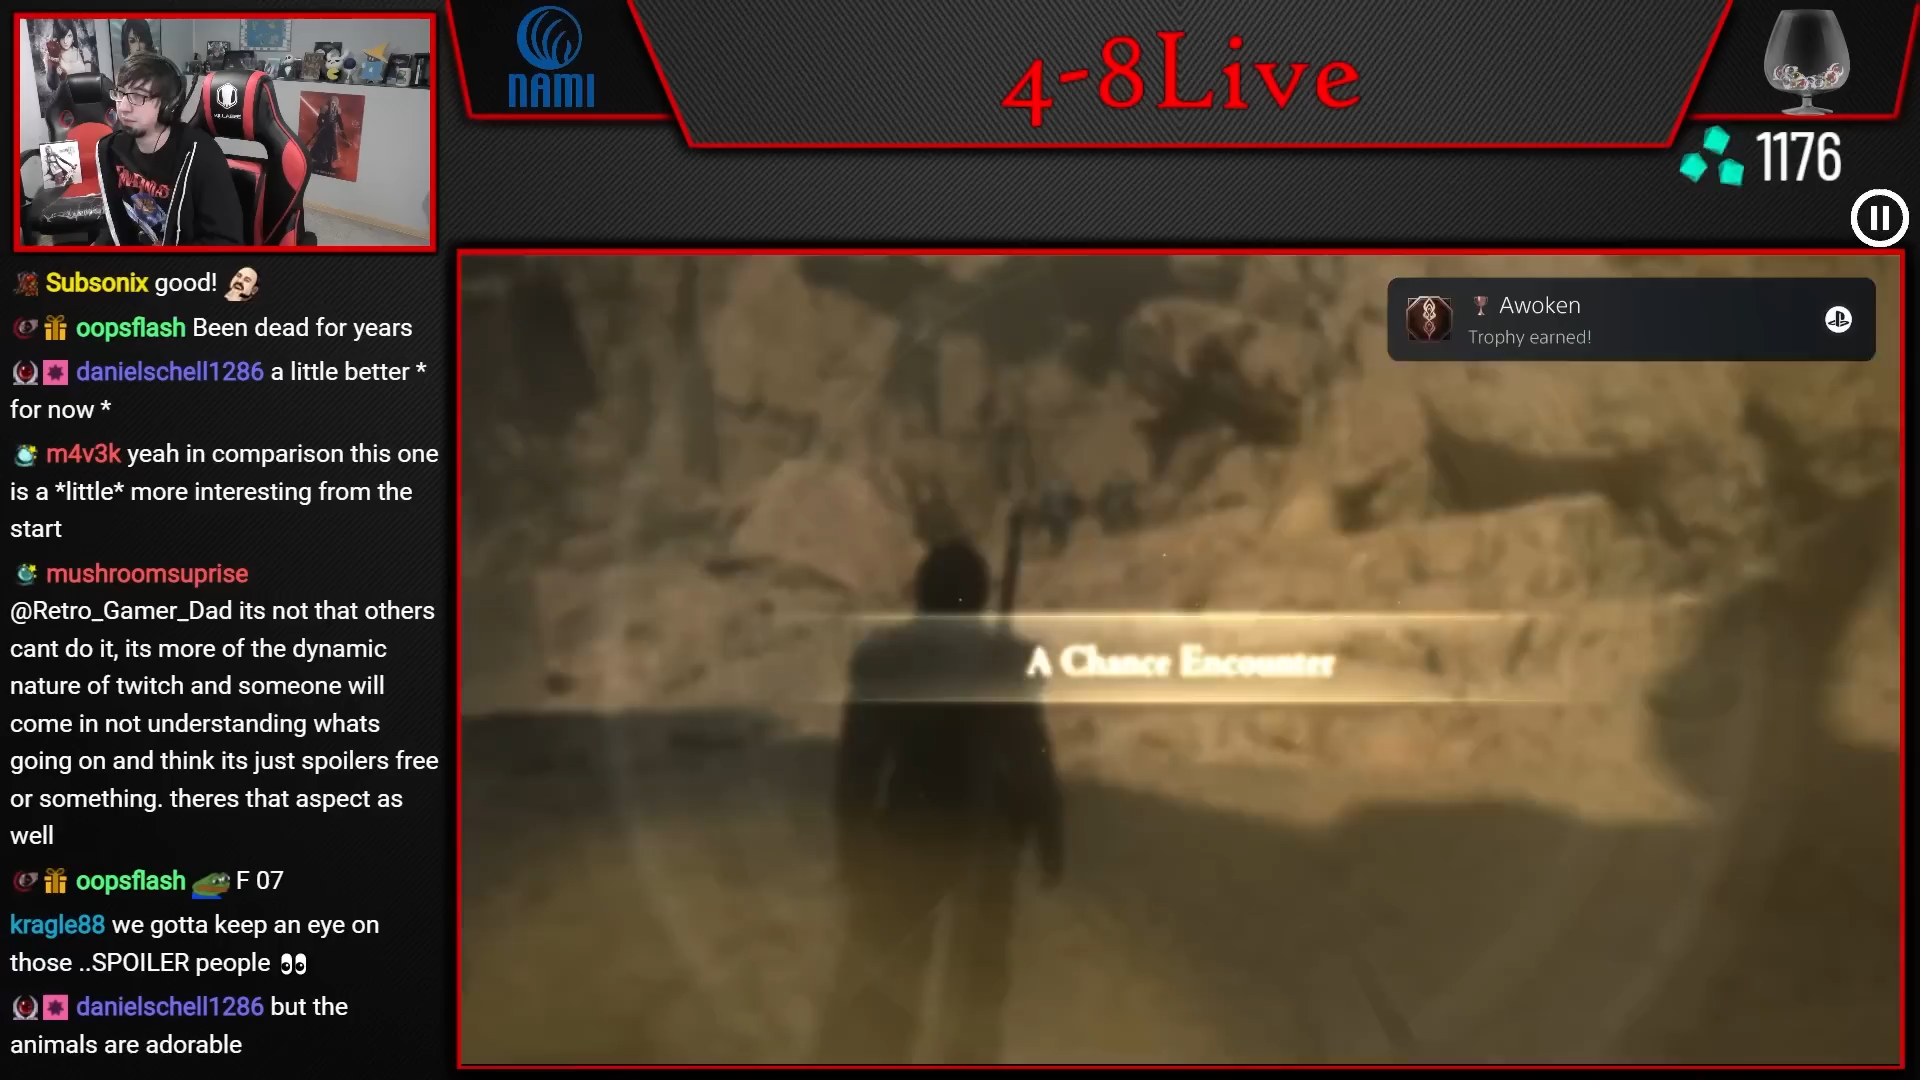 NAMI
4-8Live
1176
Subsonix good!
oopsflash Been dead for years
danielschell1286 a little better *
for now *
m4v3k yeah in comparison this one
is a *little* more interesting from the
start
mushroomsuprise
@Retro_Gamer_Dad its not that others
cant do it, its more of the dynamic
nature of twitch and someone will
come in not understanding whats
going on and think its just spoilers free
or something. theres that aspect as
well
oopsflash F 07
kragle88 we gotta keep an eye on
those ..SPOILER people
danielschell1286 but the
animals are adorable
Awoken
Trophy earned!
A Chance Encounter